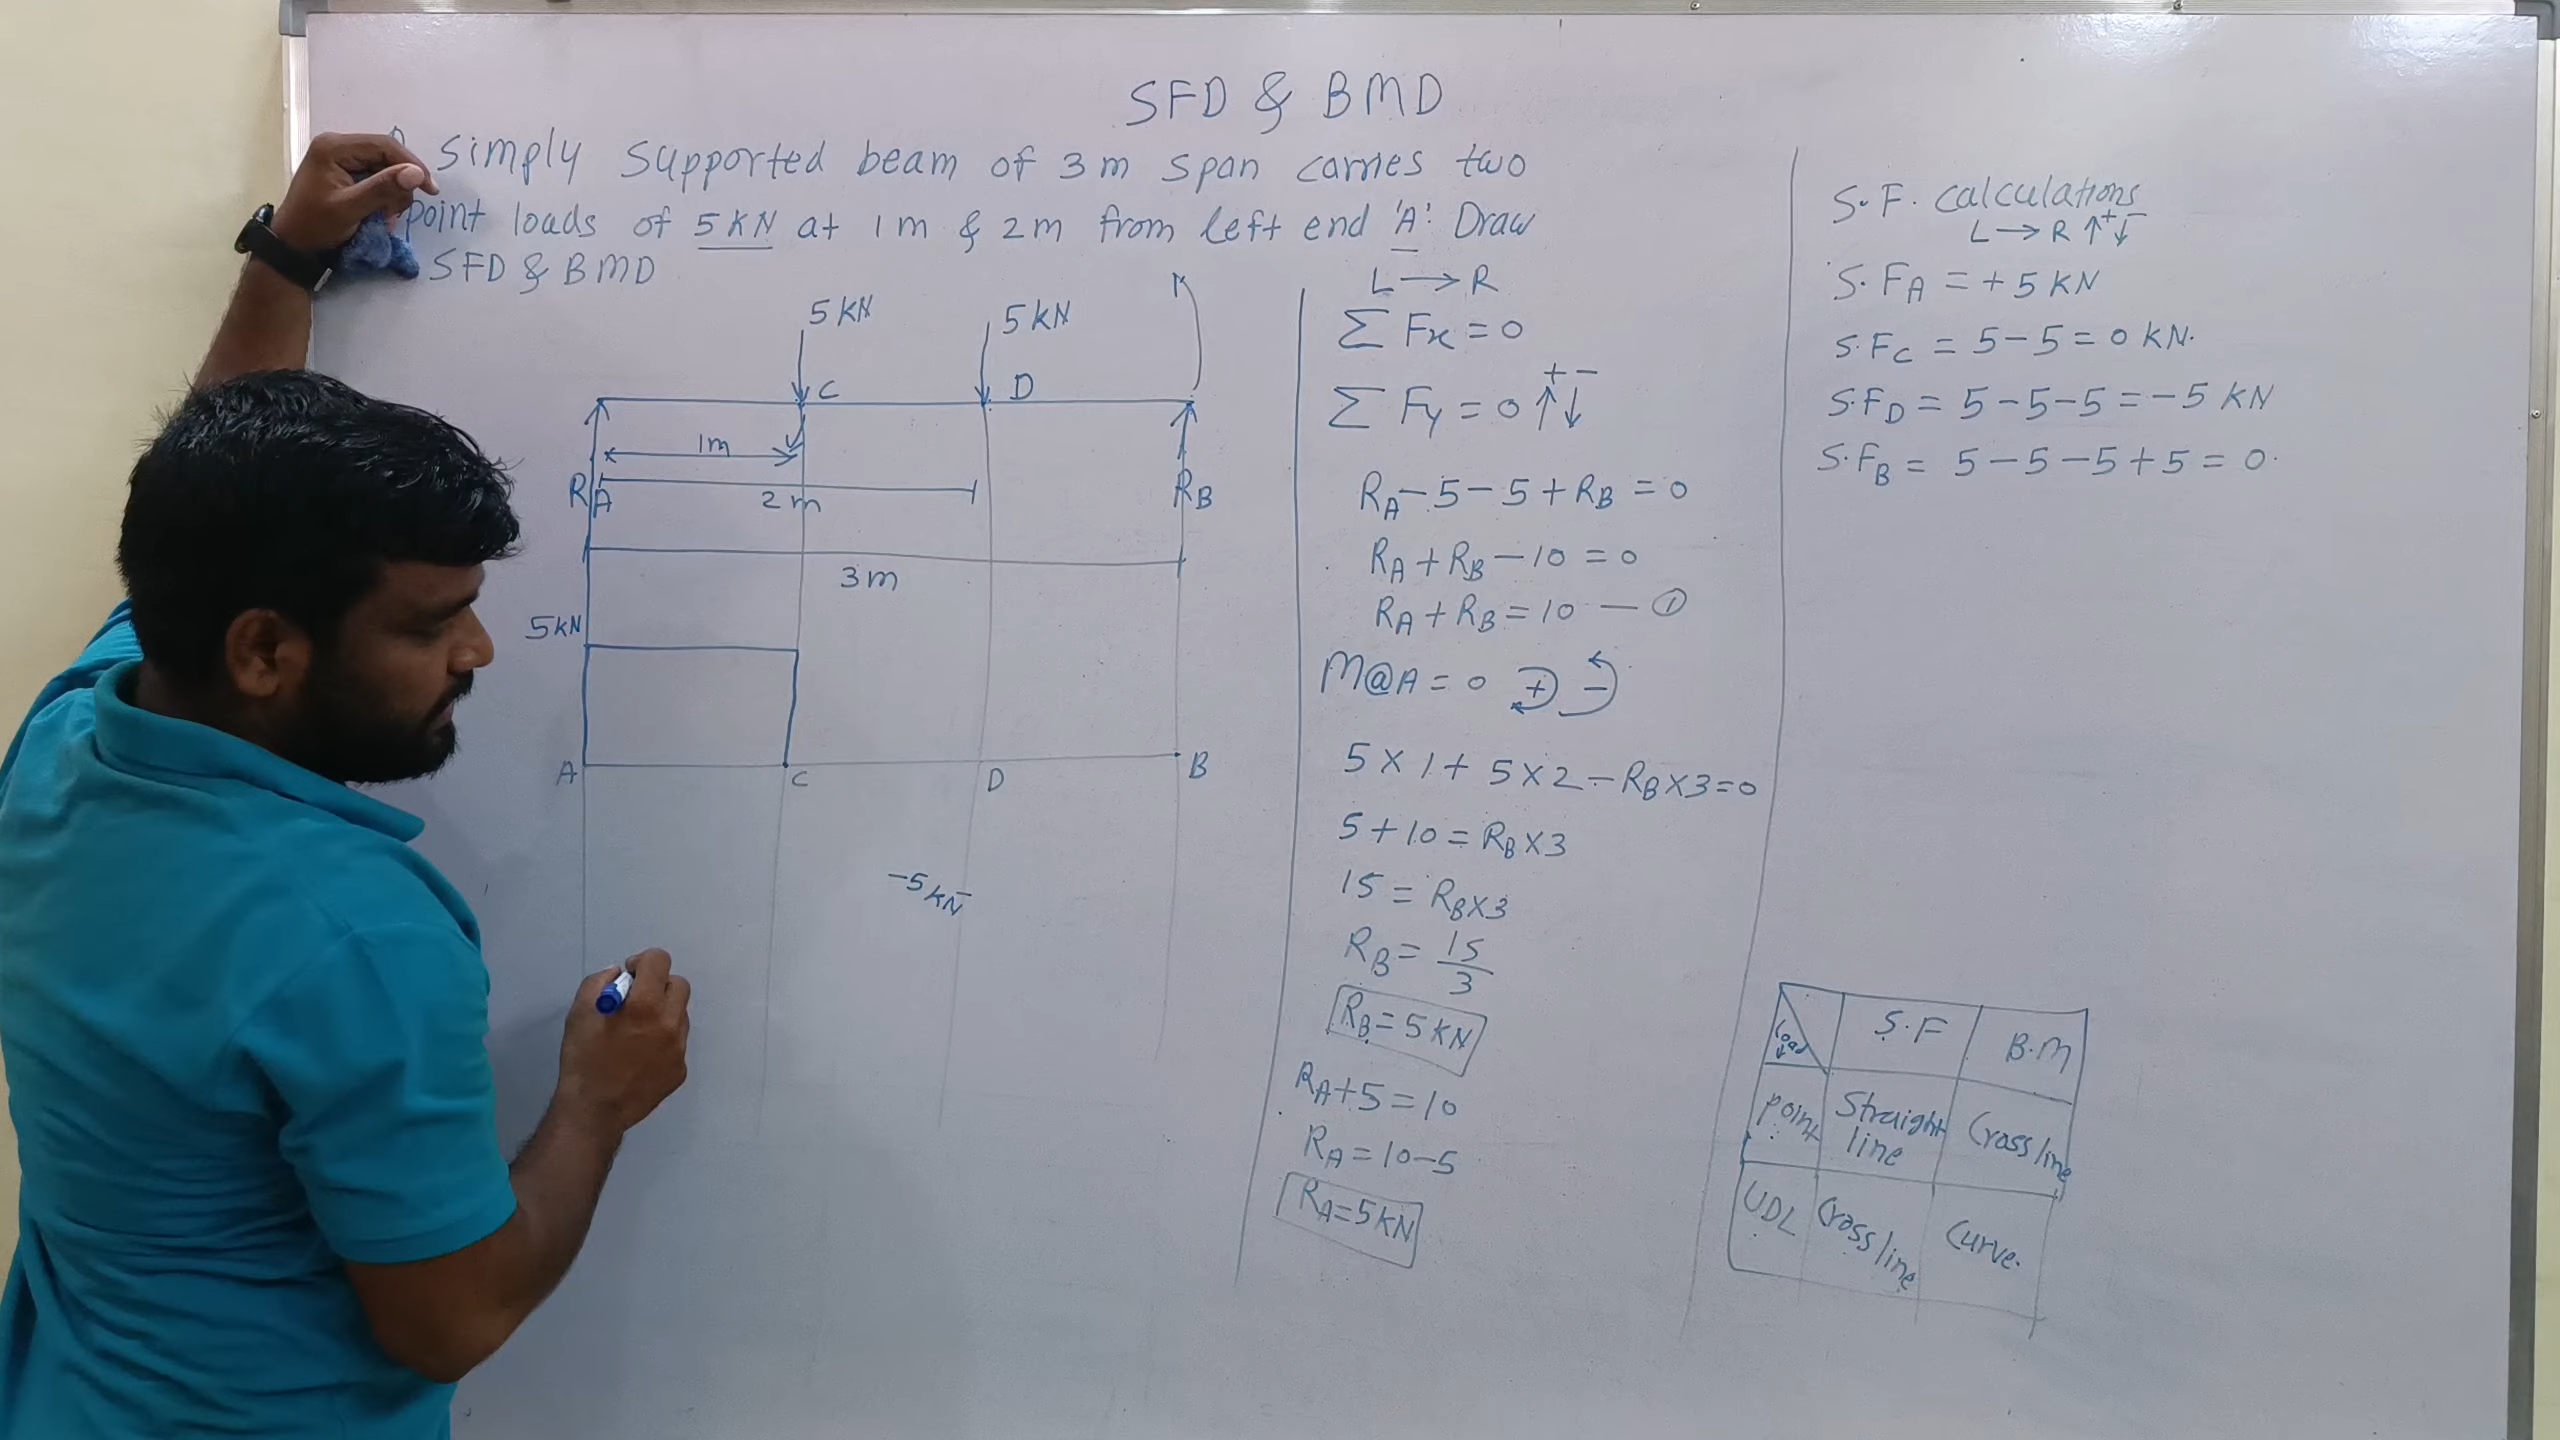 SFD & BMD
A simply supported beam of 3m span carries two
point loads of 5 KN at 1m & 2m from left end 'A'. Draw
SFD & BMD
5 KN
5 KN
C
D
1m
RA
2m
RB
3m
5 KN
A
C
D
B
-5 KN
L → R
∑ Fx = 0
∑ Fy = 0 ↑+ ↓-
RA - 5 - 5 + RB = 0
RA + RB - 10 = 0
RA + RB = 10 — ①
M@A = 0 + -
5 × 1 + 5 × 2 - RB × 3 = 0
5 + 10 = RB × 3
15 = RB × 3
RB = 15/3
RB = 5 KN
RA + 5 = 10
RA = 10 - 5
RA = 5 KN
S.F. calculations
L → R ↑+ ↓-
S.FA = + 5 KN
S.FC = 5 - 5 = 0 KN.
S.FD = 5 - 5 - 5 = - 5 KN
S.FB = 5 - 5 - 5 + 5 = 0.
Load ↓ S.F B.M
Point Straight line Cross line
UDL Cross line Curve.